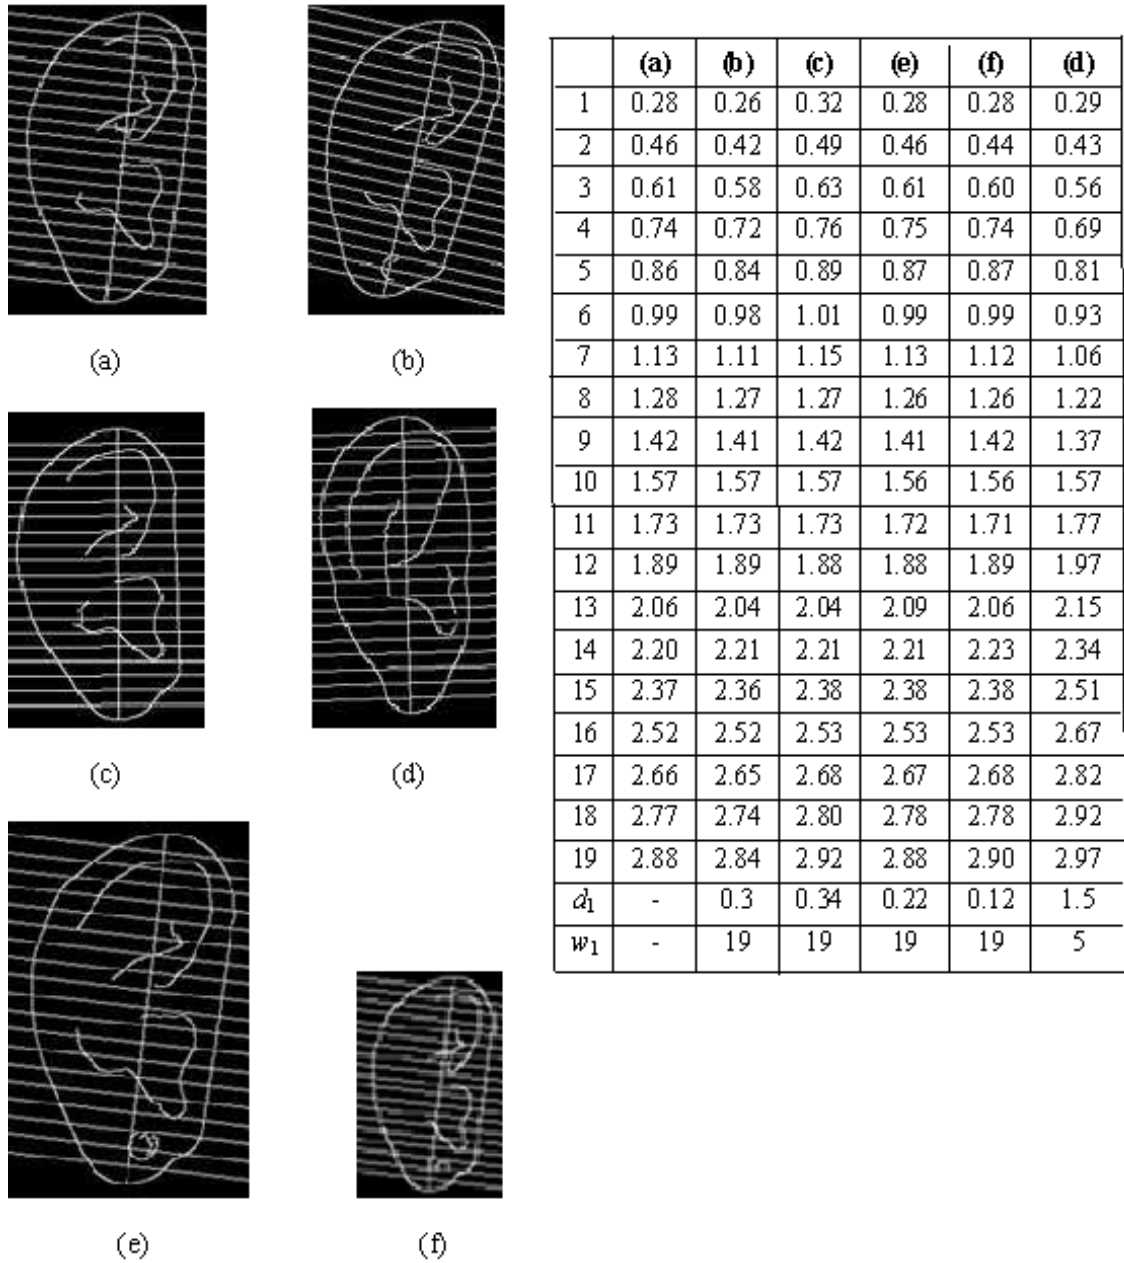 (a) (b) (c) (e) (f) (d)
1 0.28 0.26 0.32 0.28 0.28 0.29
2 0.46 0.42 0.49 0.46 0.44 0.43
3 0.61 0.58 0.63 0.61 0.60 0.56
4 0.74 0.72 0.76 0.75 0.74 0.69
5 0.86 0.84 0.89 0.87 0.87 0.81
6 0.99 0.98 1.01 0.99 0.99 0.93
7 1.13 1.11 1.15 1.13 1.12 1.06
8 1.28 1.27 1.27 1.26 1.26 1.22
9 1.42 1.41 1.42 1.41 1.42 1.37
10 1.57 1.57 1.57 1.56 1.56 1.57
11 1.73 1.73 1.73 1.72 1.71 1.77
12 1.89 1.89 1.88 1.88 1.89 1.97
13 2.06 2.04 2.04 2.09 2.06 2.15
14 2.20 2.21 2.21 2.21 2.23 2.34
15 2.37 2.36 2.38 2.38 2.38 2.51
16 2.52 2.52 2.53 2.53 2.53 2.67
17 2.66 2.65 2.68 2.67 2.68 2.82
18 2.77 2.74 2.80 2.78 2.78 2.92
19 2.88 2.84 2.92 2.88 2.90 2.97
d1 - 0.3 0.34 0.22 0.12 1.5
w1 - 19 19 19 19 5
(a) (b)
(c) (d)
(e) (f)